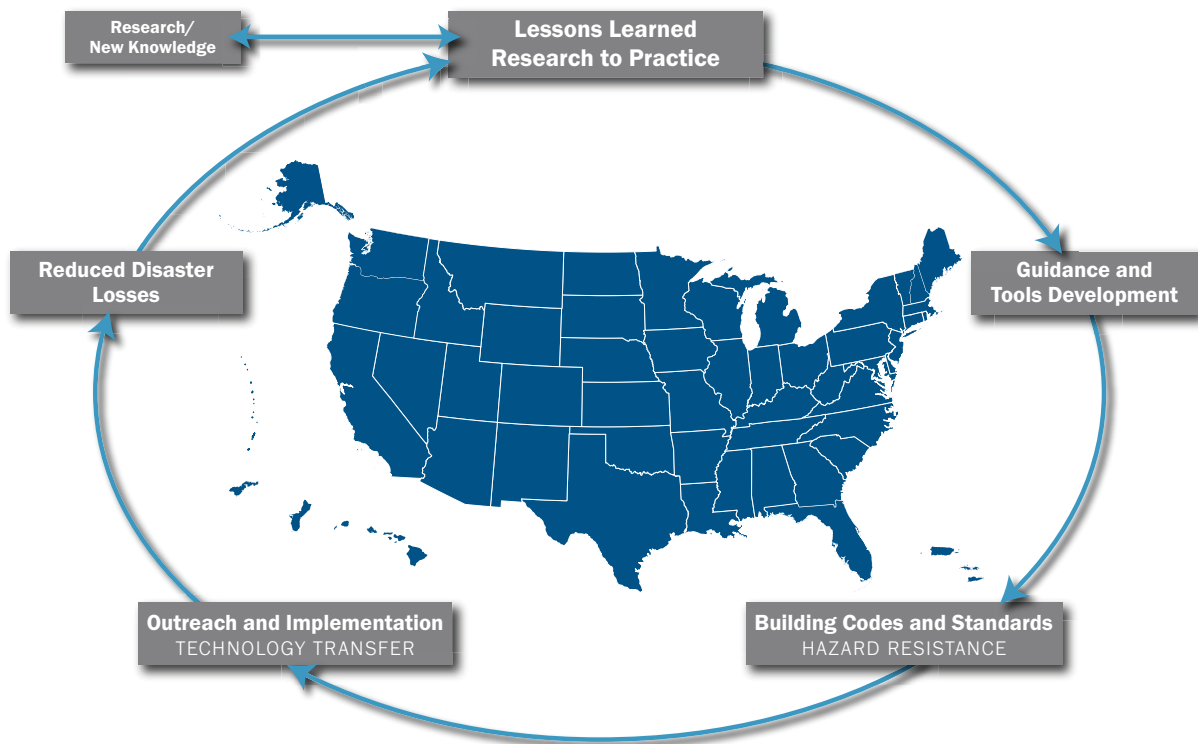 Research/
New Knowledge
Lessons Learned
Research to Practice
Guidance and
Tools Development
Building Codes and Standards
HAZARD RESISTANCE
Outreach and Implementation
TECHNOLOGY TRANSFER
Reduced Disaster
Losses